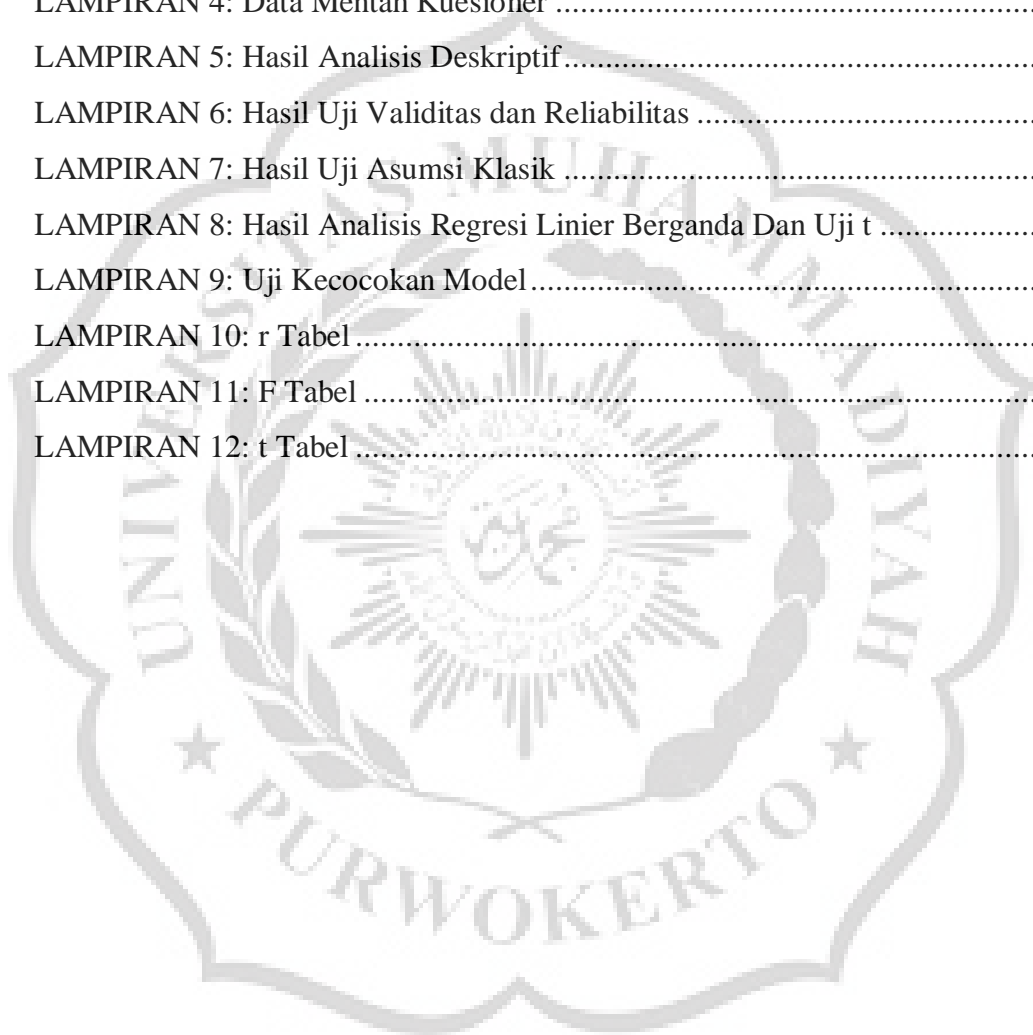 LAMPIRAN 4: Data Mentah Kuesioner ....................................................
LAMPIRAN 5: Hasil Analisis Deskriptif....................................................
LAMPIRAN 6: Hasil Uji Validitas dan Reliabilitas ....................................
LAMPIRAN 7: Hasil Uji Asumsi Klasik ....................................................
LAMPIRAN 8: Hasil Analisis Regresi Linier Berganda Dan Uji t ................
LAMPIRAN 9: Uji Kecocokan Model........................................................
LAMPIRAN 10: r Tabel ............................................................................
LAMPIRAN 11: F Tabel ...........................................................................
LAMPIRAN 12: t Tabel ............................................................................
UNIVERSITAS MUHAMMADIYAH
PURWOKERTO